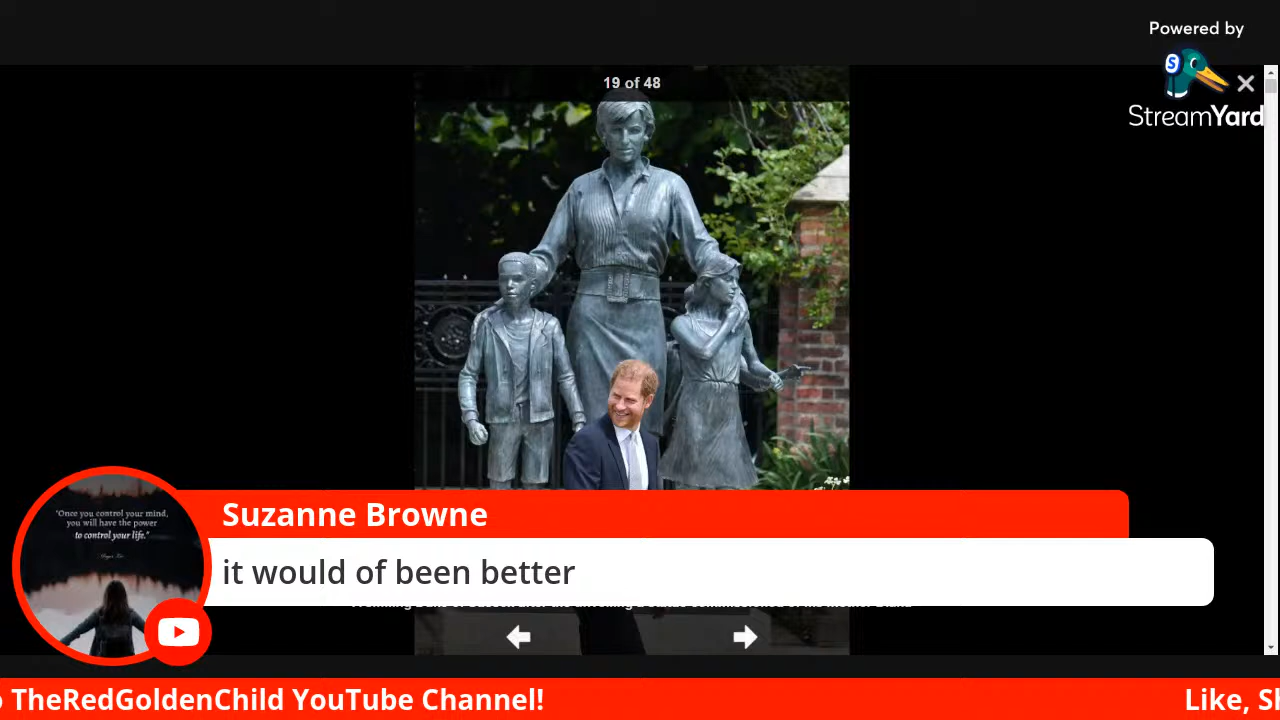 Powered by
StreamYard
19 of 48
"Once you control your mind,
you will have the power
to control your life."
Suzanne Browne
it would of been better
TheRedGoldenChild YouTube Channel!
Like,